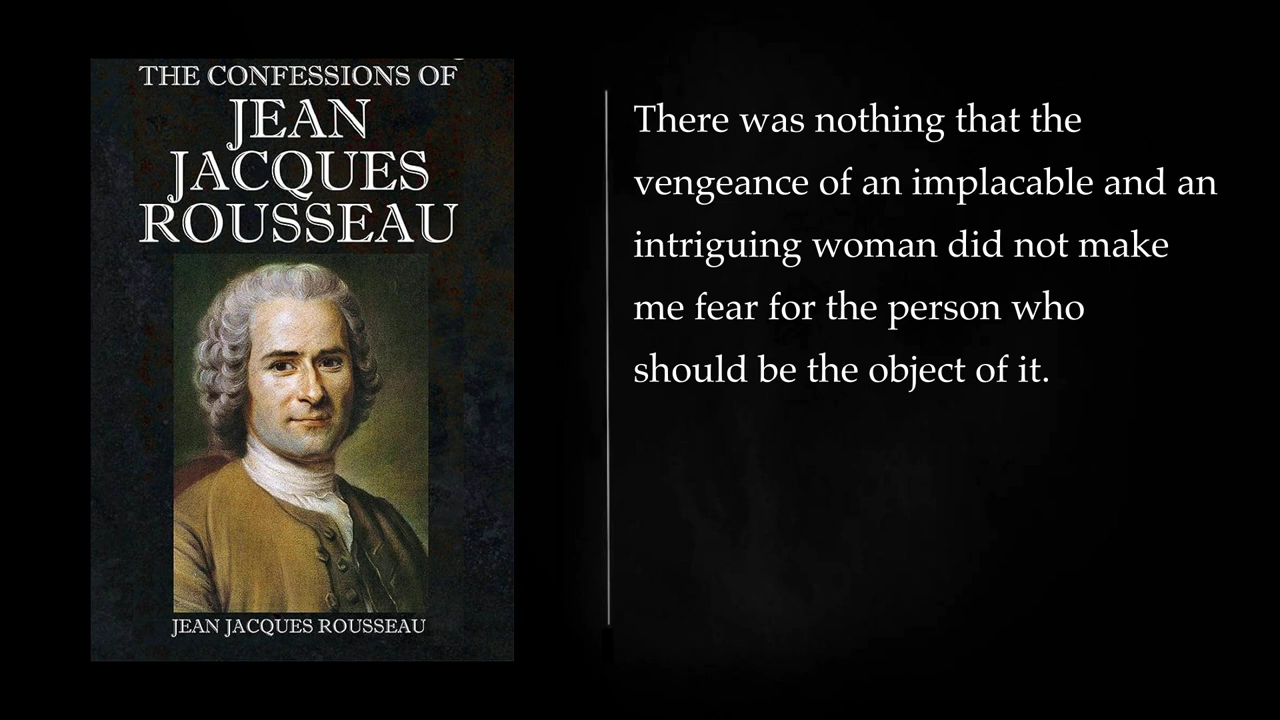 THE CONFESSIONS OF
JEAN
JACQUES
ROUSSEAU
JEAN JACQUES ROUSSEAU
There was nothing that the
vengeance of an implacable and an
intriguing woman did not make
me fear for the person who
should be the object of it.